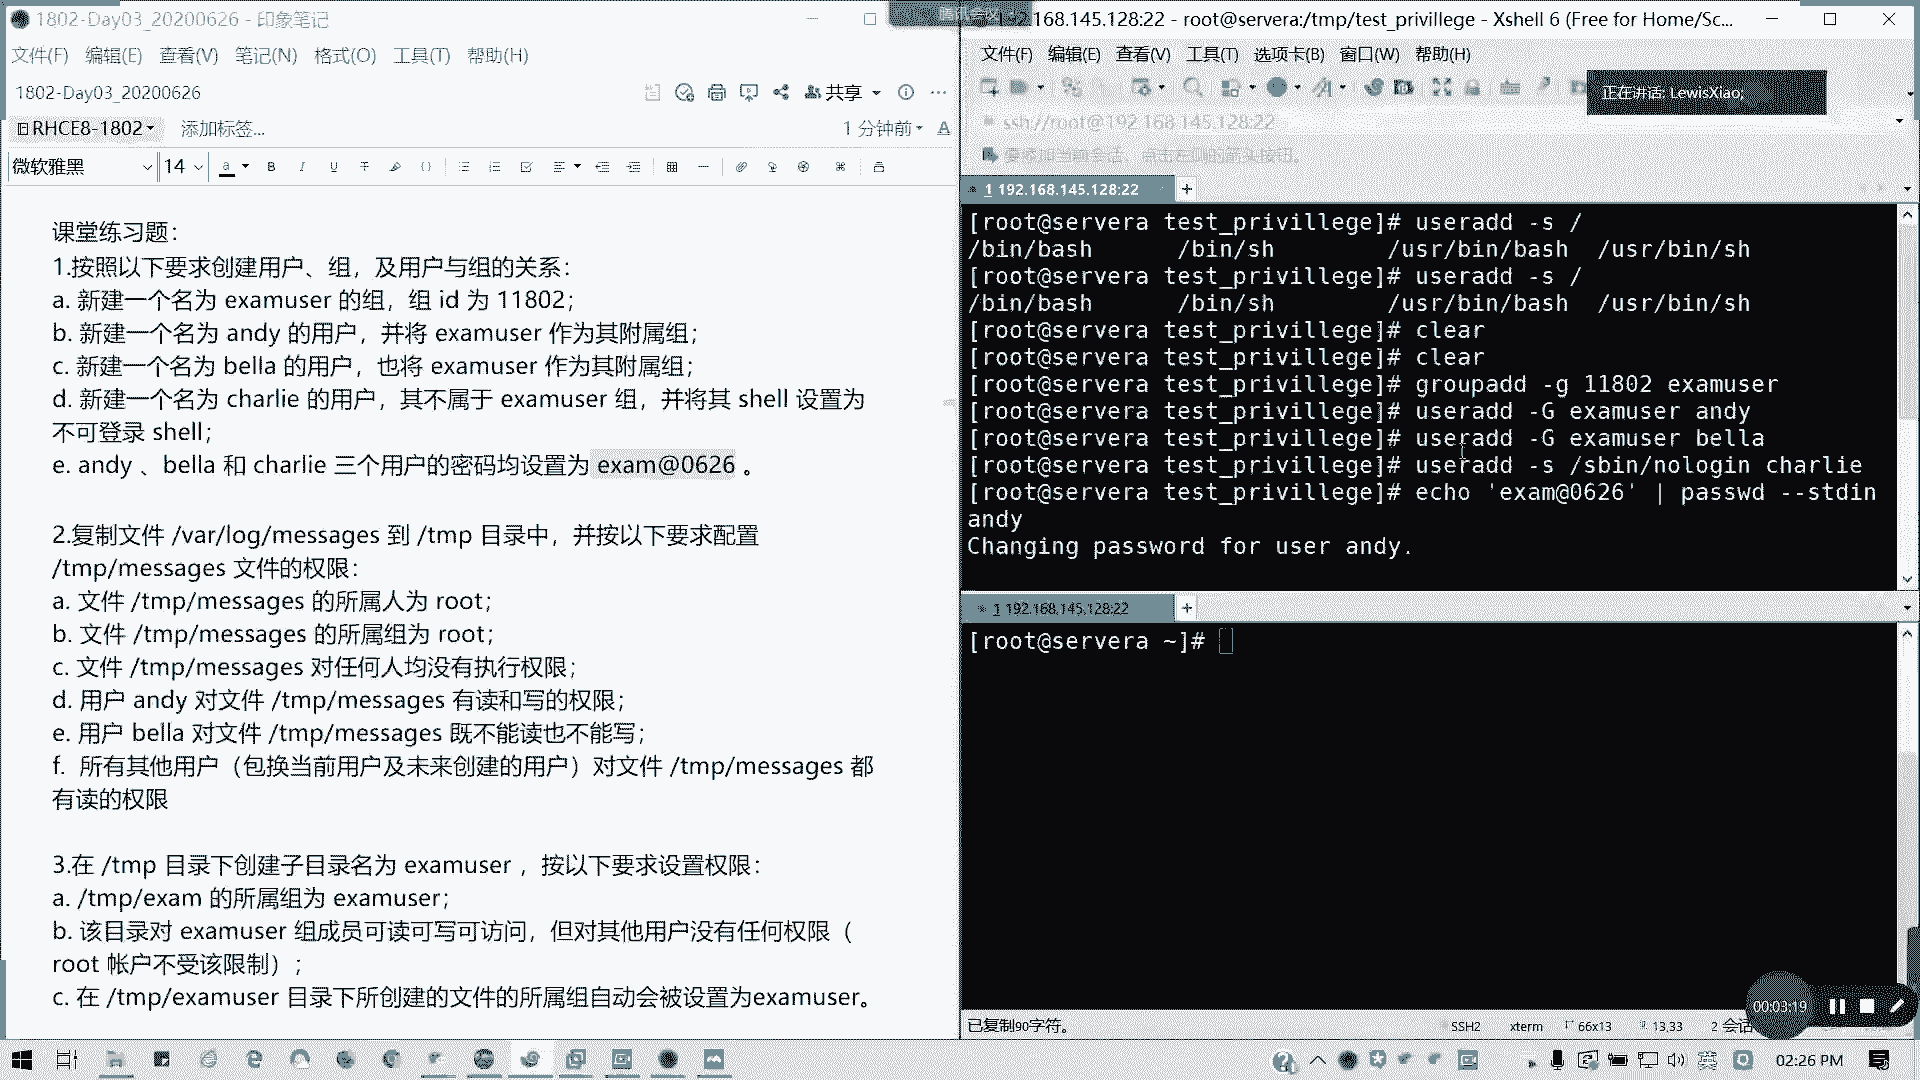 1802-Day03_20200626 - 印象笔记
文件(F) 编辑(E) 查看(V) 笔记(N) 格式(O) 工具(T) 帮助(H)
1802-Day03_20200626
共享
RHCE8-1802 添加标签...
1 分钟前
微软雅黑 14
课堂练习题：
1.按照以下要求创建用户、组，及用户与组的关系：
a. 新建一个名为 examuser 的组，组 id 为 11802；
b. 新建一个名为 andy 的用户，并将 examuser 作为其附属组；
c. 新建一个名为 bella 的用户，也将 examuser 作为其附属组；
d. 新建一个名为 charlie 的用户，其不属于 examuser 组，并将其 shell 设置为
不可登录 shell；
e. andy 、bella 和 charlie 三个用户的密码均设置为 exam@0626 。
2.复制文件 /var/log/messages 到 /tmp 目录中，并按以下要求配置
/tmp/messages 文件的权限：
a. 文件 /tmp/messages 的所属人为 root；
b. 文件 /tmp/messages 的所属组为 root；
c. 文件 /tmp/messages 对任何人均没有执行权限；
d. 用户 andy 对文件 /tmp/messages 有读和写的权限；
e. 用户 bella 对文件 /tmp/messages 既不能读也不能写；
f. 所有其他用户（包换当前用户及未来创建的用户）对文件 /tmp/messages 都
有读的权限
3.在 /tmp 目录下创建子目录名为 examuser ，按以下要求设置权限：
a. /tmp/exam 的所属组为 examuser；
b. 该目录对 examuser 组成员可读可写可访问，但对其他用户没有任何权限（
root 帐户不受该限制）；
c. 在 /tmp/examuser 目录下所创建的文件的所属组自动会被设置为examuser。
腾讯会议
.168.145.128:22 - root@servera:/tmp/test_privillege - Xshell 6 (Free for Home/Sc...
文件(F) 编辑(E) 查看(V) 工具(T) 选项卡(B) 窗口(W) 帮助(H)
正在讲话: LewisXiao;
ssh://root@192.168.145.128:22
要添加当前会话，点击左侧的箭头按钮。
1 192.168.145.128:22
[root@servera test_privillege]# useradd -s /
/bin/bash /bin/sh /usr/bin/bash /usr/bin/sh
[root@servera test_privillege]# useradd -s /
/bin/bash /bin/sh /usr/bin/bash /usr/bin/sh
[root@servera test_privillege]# clear
[root@servera test_privillege]# clear
[root@servera test_privillege]# groupadd -g 11802 examuser
[root@servera test_privillege]# useradd -G examuser andy
[root@servera test_privillege]# useradd -G examuser bella
[root@servera test_privillege]# useradd -s /sbin/nologin charlie
[root@servera test_privillege]# echo 'exam@0626' | passwd --stdin
andy
Changing password for user andy.
1 192.168.145.128:22
[root@servera ~]#
00:03:19
已复制90字符。
SSH2 xterm 66x13 13,33 2 会话
英
02:26 PM